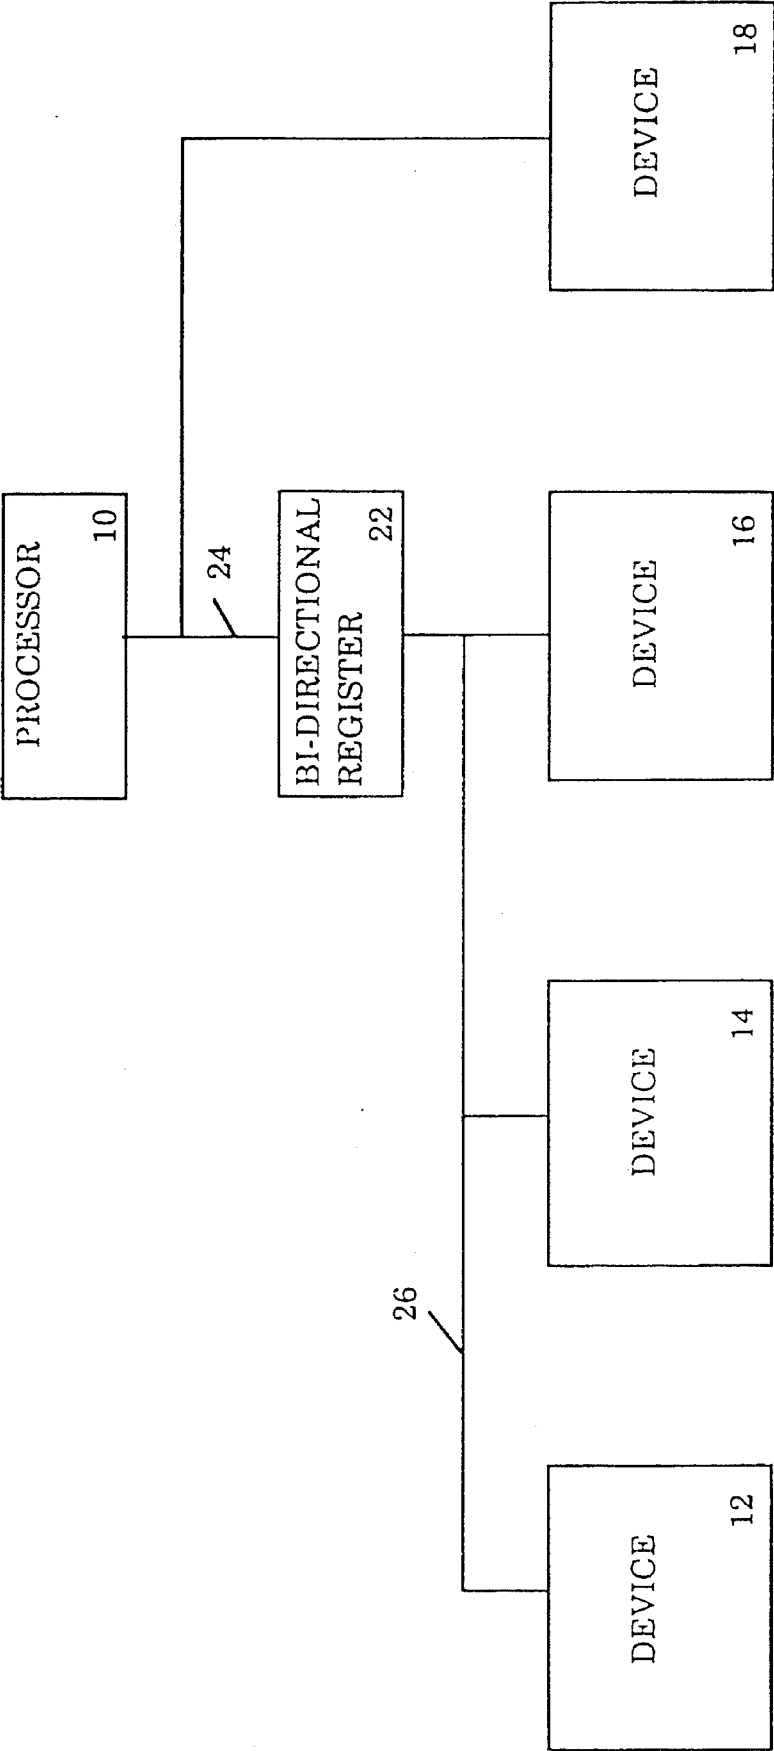 PROCESSOR
10
24
BI-DIRECTIONAL
REGISTER
22
26
DEVICE
12
DEVICE
14
DEVICE
16
DEVICE
18